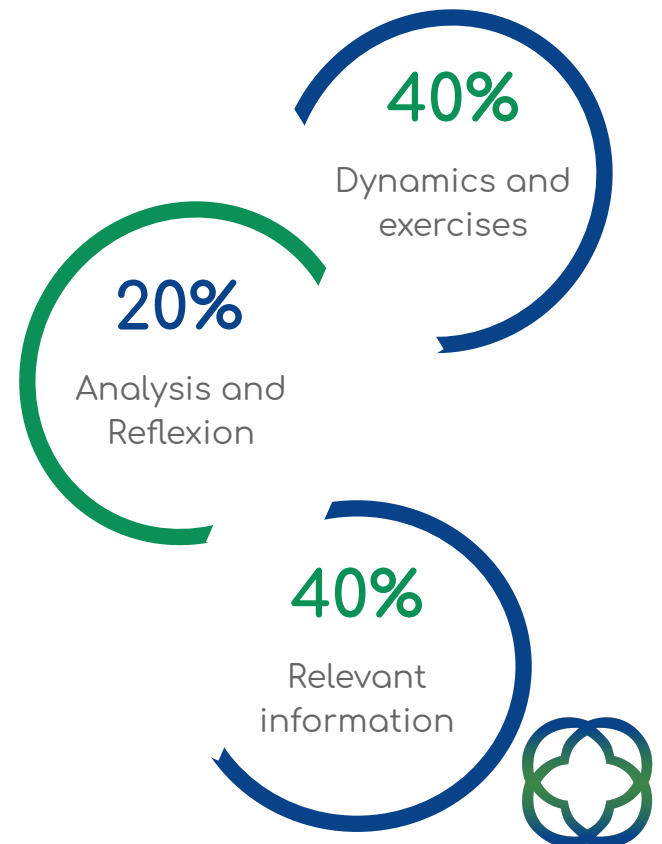 40%
Dynamics and
exercises
20%
Analysis and
Reflexion
40%
Relevant
information